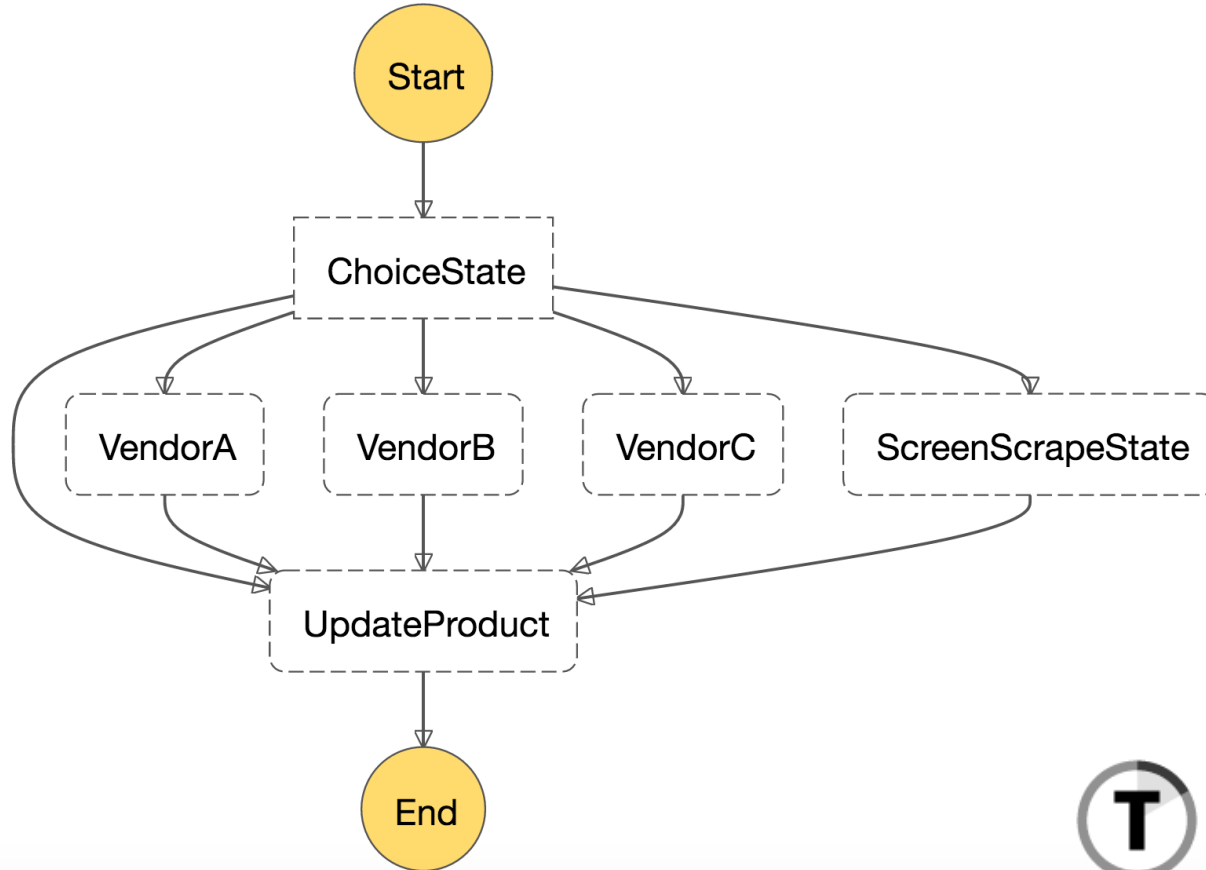 Start
ChoiceState
VendorA
VendorB
VendorC
ScreenScrapeState
UpdateProduct
End
T